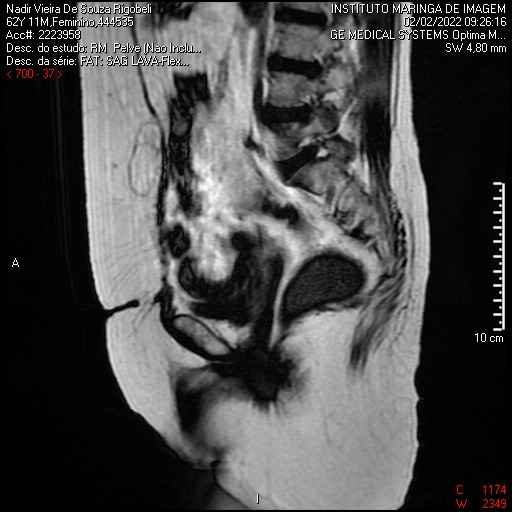 Nadir Vieira De Souza Rigobeli
62Y 11M,Feminino,444535
Acc#: 2223958
Desc. do estudo: RM_Pelve (Nao Inclu...
Desc. da série: FAT: SAG LAVA-Flex...
< 700 - 37 >
INSTITUTO MARINGA DE IMAGEM
02/02/2022 09:26:16
GE MEDICAL SYSTEMS Optima M...
SW 4,80 mm
A
10 cm
I
C 1174
W 2349